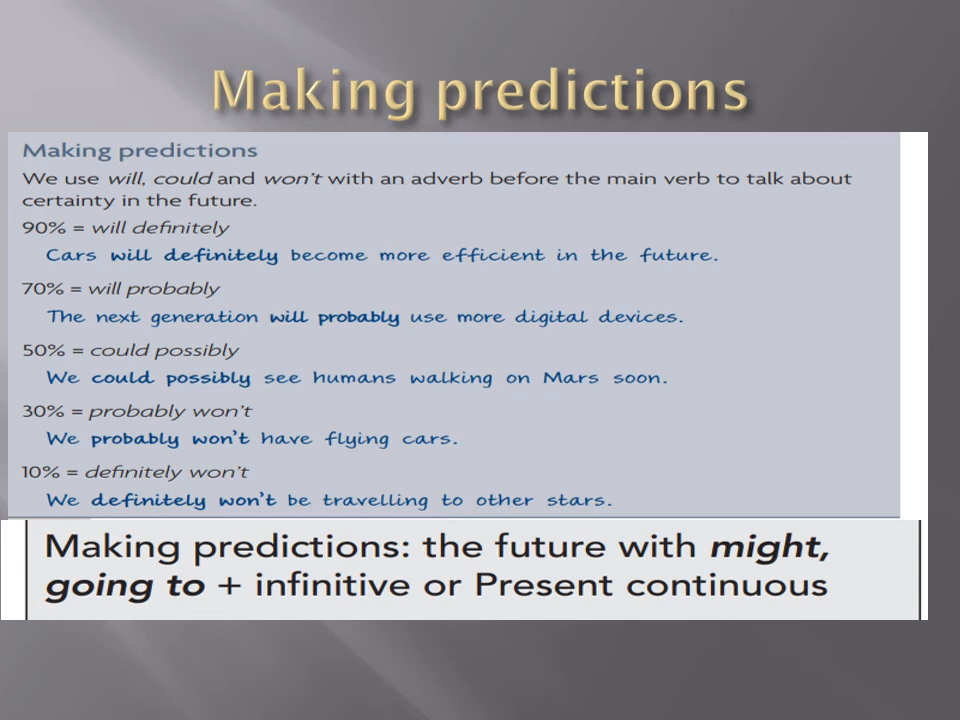 Making predictions
Making predictions
We use will, could and won't with an adverb before the main verb to talk about
certainty in the future.
90% = will definitely
Cars will definitely become more efficient in the future.
70% = will probably
The next generation will probably use more digital devices.
50% = could possibly
We could possibly see humans walking on Mars soon.
30% = probably won't
We probably won't have flying cars.
10% = definitely won't
We definitely won't be travelling to other stars.
Making predictions: the future with might,
going to + infinitive or Present continuous